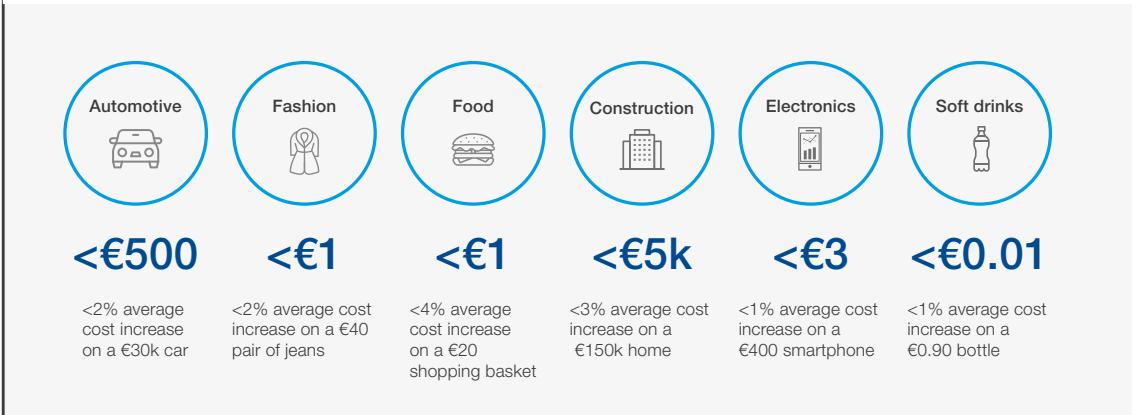 Automotive
Fashion
Food
Construction
Electronics
Soft drinks
<€500
<€1
<€1
<€5k
<€3
<€0.01
<2% average
cost increase
on a €30k car
<2% average cost
increase on a €40
pair of jeans
<4% average
cost increase
on a €20
shopping basket
<3% average cost
increase on a
€150k home
<1% average cost
increase on a
€400 smartphone
<1% average cost
increase on a
€0.90 bottle